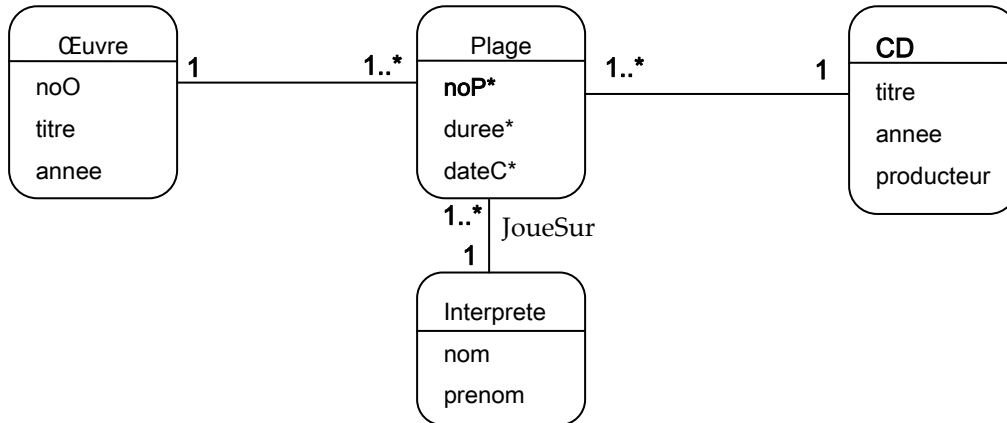 Œuvre
noO
titre
annee
1
1..*
Plage
noP*
duree*
dateC*
1..*
1
CD
titre
annee
producteur
1..*
JoueSur
1
Interprete
nom
prenom